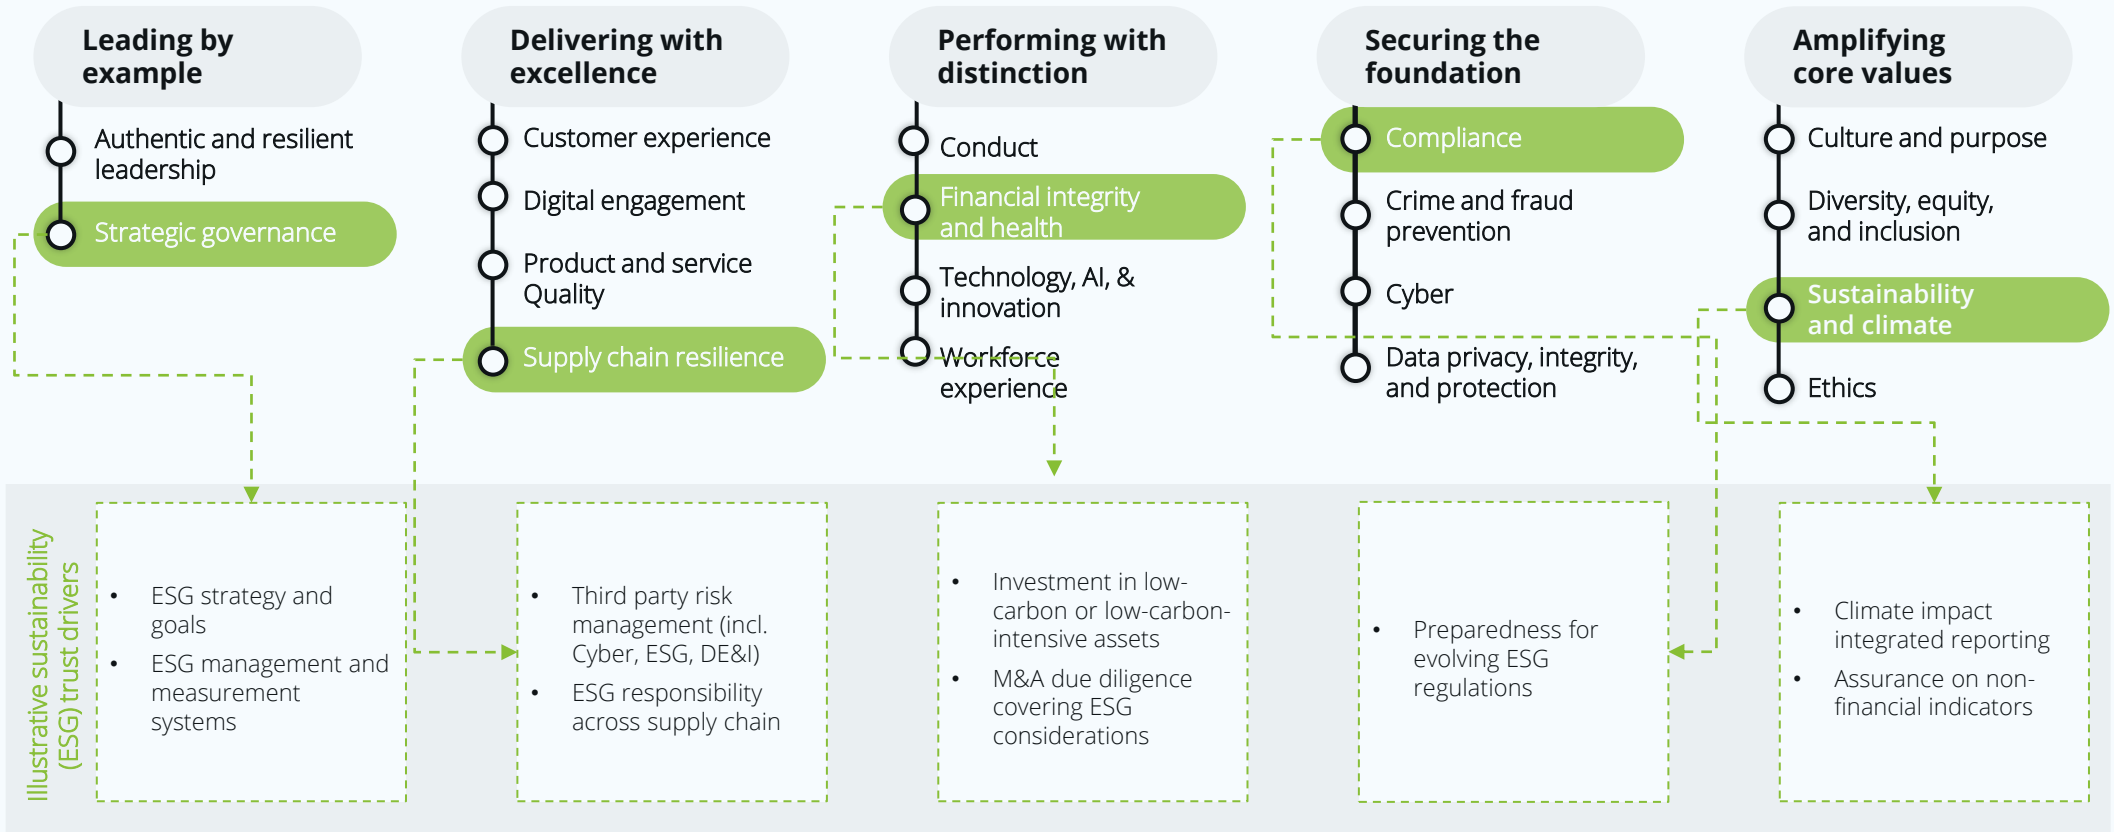 Leading by
example
Authentic and resilient
leadership
Strategic governance
Delivering with
excellence
Customer experience
Digital engagement
Product and service
Quality
Supply chain resilience
Performing with
distinction
Conduct
Financial integrity
and health
Technology, AI, &
innovation
Workforce
experience
Securing the
foundation
Compliance
Crime and fraud
prevention
Cyber
Data privacy, integrity,
and protection
Amplifying
core values
Culture and purpose
Diversity, equity,
and inclusion
Sustainability
and climate
Ethics
Illustrative sustainability
(ESG) trust drivers
• ESG strategy and
goals
• ESG management and
measurement
systems
• Third party risk
management (incl.
Cyber, ESG, DE&I)
• ESG responsibility
across supply chain
• Investment in low-
carbon or low-carbon-
intensive assets
• M&A due diligence
covering ESG
considerations
• Preparedness for
evolving ESG
regulations
• Climate impact
integrated reporting
• Assurance on non-
financial indicators